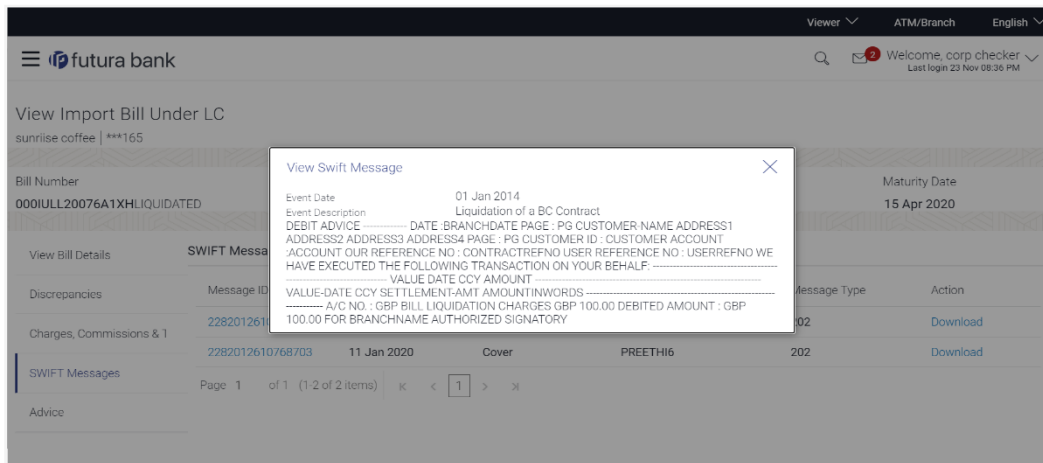 Viewer ATM/Branch English
futura bank
2 Welcome, corp checker
Last login 23 Nov 08:36 PM
View Import Bill Under LC
sunriise coffee | ***165
Bill Number
000IULL20076A1XHLIQUIDATED
Maturity Date
15 Apr 2020
View Swift Message
Event Date 01 Jan 2014
Event Description Liquidation of a BC Contract
DEBIT ADVICE ------------- DATE :BRANCHDATE PAGE : PG CUSTOMER-NAME ADDRESS1
ADDRESS2 ADDRESS3 ADDRESS4 PAGE : PG CUSTOMER ID : CUSTOMER ACCOUNT
:ACCOUNT OUR REFERENCE NO : CONTRACTREFNO USER REFERENCE NO : USERREFNO WE
HAVE EXECUTED THE FOLLOWING TRANSACTION ON YOUR BEHALF: --------------------------------------
------------------------------- VALUE DATE CCY AMOUNT --------------------------------------------------------------------
VALUE-DATE CCY SETTLEMENT-AMT AMOUNTINWORDS ---------------------------------------------------------
----------- A/C NO. : GBP BILL LIQUIDATION CHARGES GBP 100.00 DEBITED AMOUNT : GBP
100.00 FOR BRANCHNAME AUTHORIZED SIGNATORY
View Bill Details
Discrepancies
Charges, Commissions & T
SWIFT Messages
Advice
SWIFT Messa
Message ID Message Type Action
228201261 202 Download
2282012610768703 11 Jan 2020 Cover PREETHI6 202 Download
Page 1 of 1 (1-2 of 2 items) 1